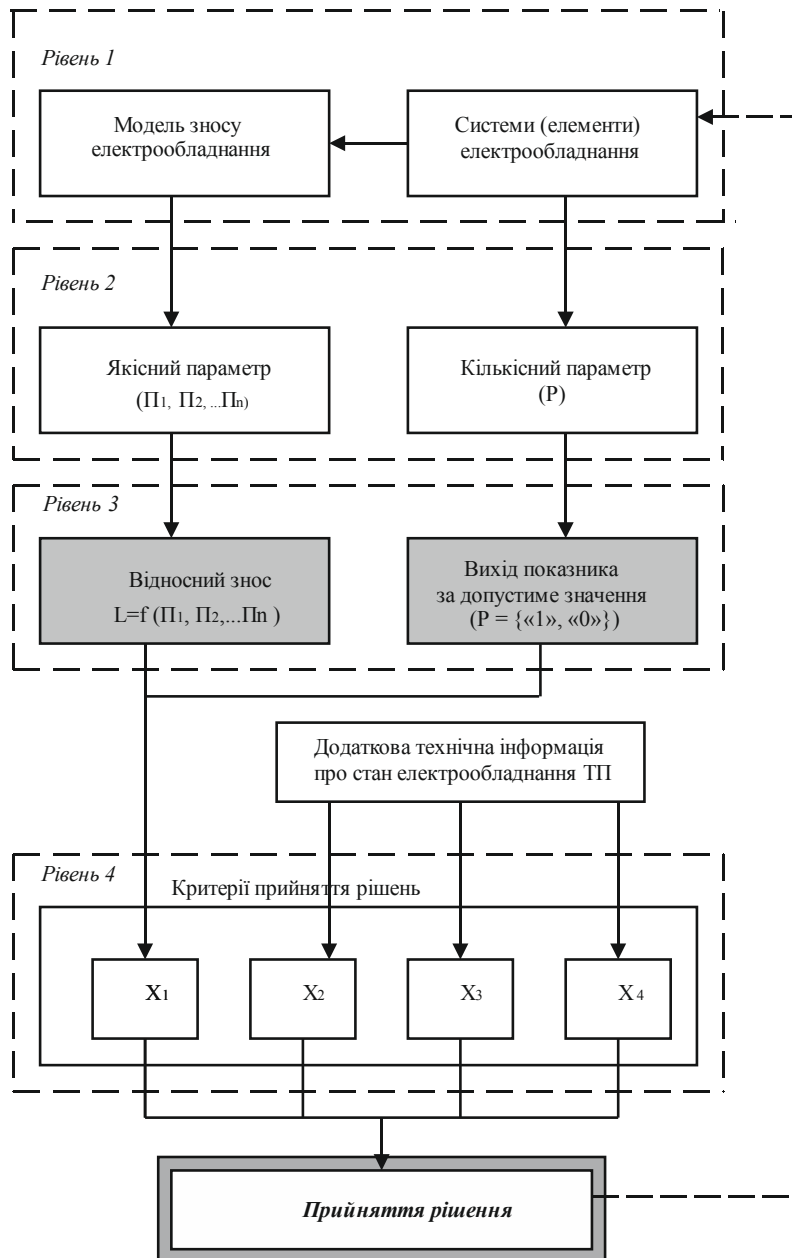 Рівень 1
Модель зносу
електрообладнання
Системи (елементи)
електрообладнання
Рівень 2
Якісний параметр
(П1, П2, ...Пn)
Кількісний параметр
(Р)
Рівень 3
Відносний знос
L=f (П1, П2,...Пn )
Вихід показника
за допустиме значення
(Р = {«1», «0»})
Додаткова технічна інформація
про стан електрообладнання ТП
Рівень 4
Критерії прийняття рішень
X1
X2
X3
X4
Прийняття рішення